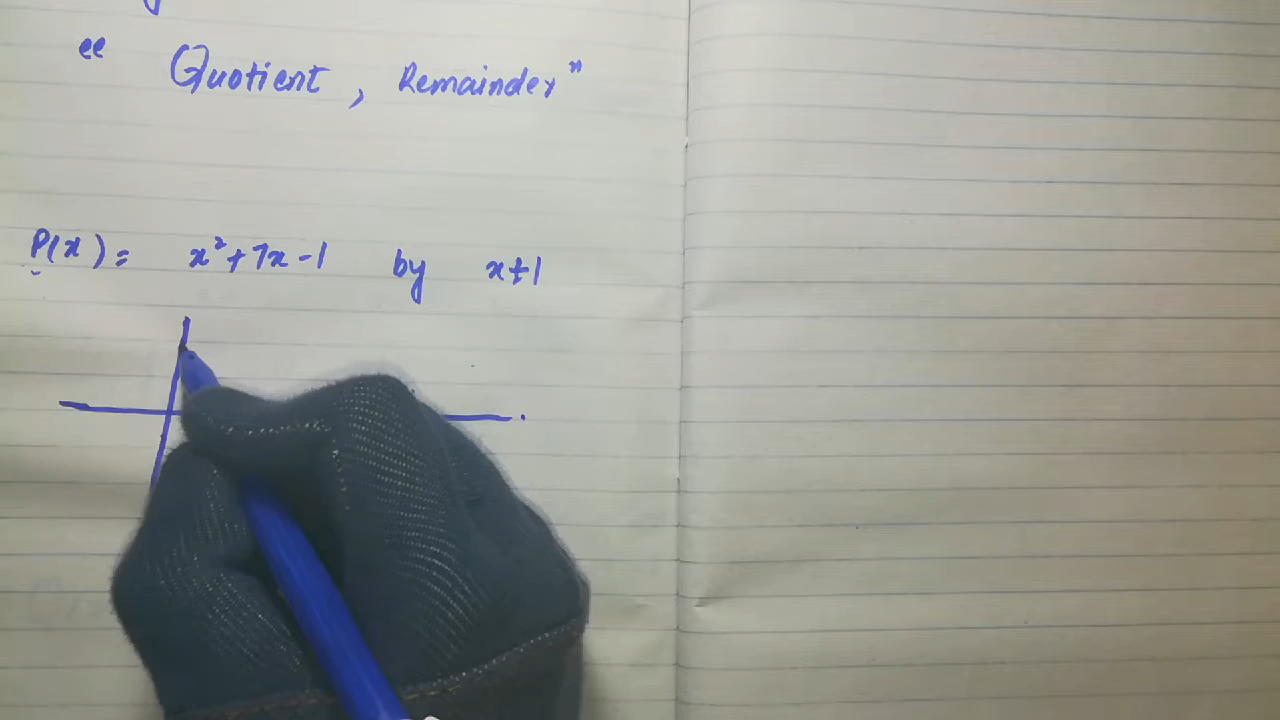 “ Quotient, Remainder"
P(x) = x²+7x-1 by x+1